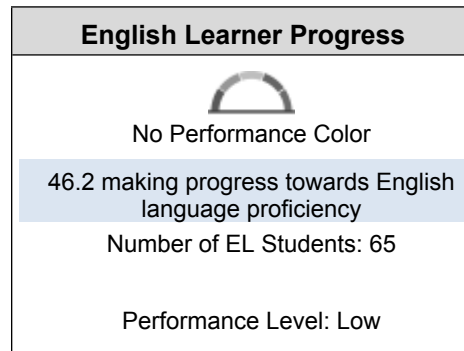 English Learner Progress
No Performance Color
46.2 making progress towards English
language proficiency
Number of EL Students: 65
Performance Level: Low